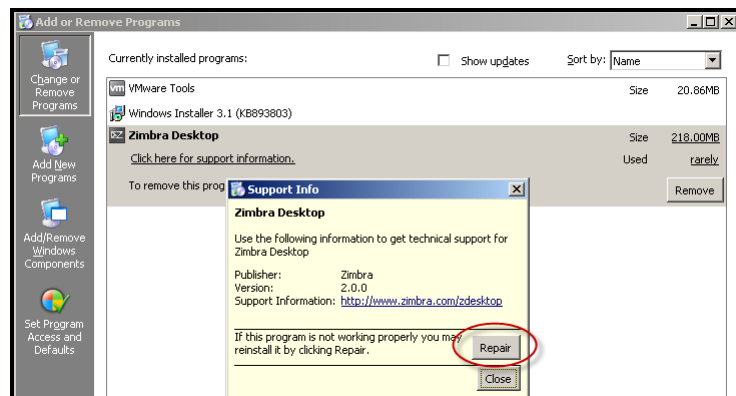 Add or Remove Programs
Change or
Remove
Programs
Add New
Programs
Add/Remove
Windows
Components
Set Program
Access and
Defaults
Currently installed programs:
Show updates
Sort by:
Name
vm
VMware Tools
Size
20.86MB
Windows Installer 3.1 (KB893803)
Zimbra Desktop
Size
218.00MB
Click here for support information.
Used
rarely
To remove this prog
Remove
Support Info
Zimbra Desktop
Use the following information to get technical support for
Zimbra Desktop
Publisher: Zimbra
Version: 2.0.0
Support Information: http://www.zimbra.com/zdesktop
If this program is not working properly you may
reinstall it by clicking Repair.
Repair
Close